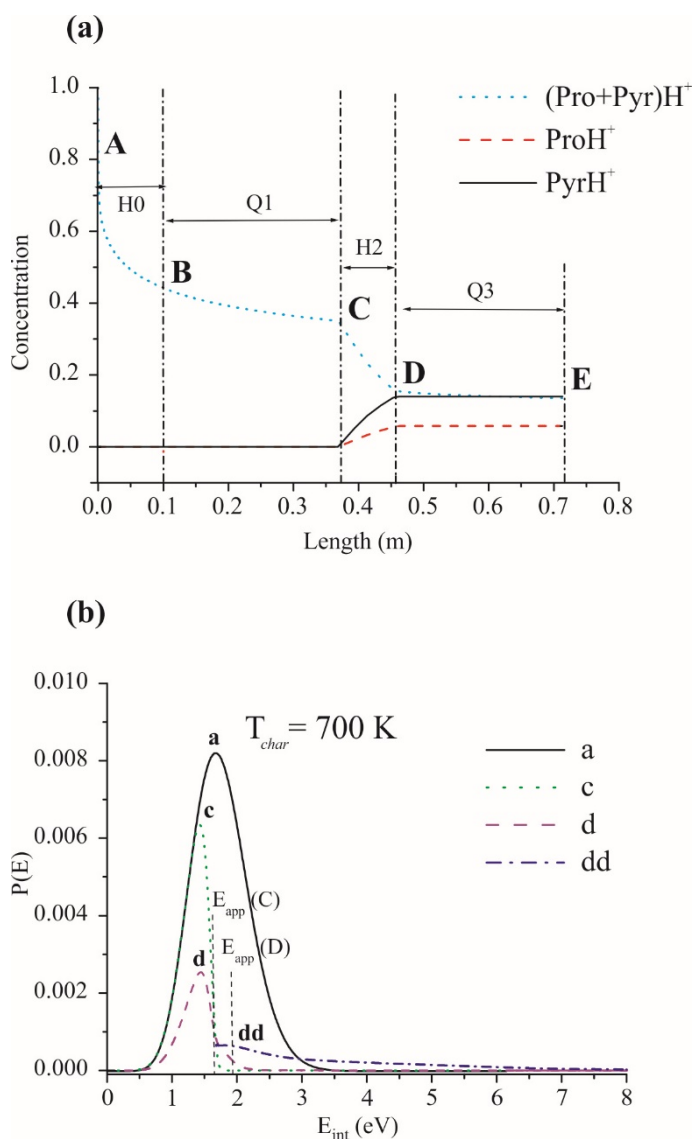 (a)
1.0
0.8
0.6
0.4
0.2
0.0
Concentration
A
H0
B
Q1
C
H2
D
Q3
E
(Pro+Pyr)H⁺
ProH⁺
PyrH⁺
0.0 0.1 0.2 0.3 0.4 0.5 0.6 0.7 0.8
Length (m)
(b)
0.010
0.008
0.006
0.004
0.002
0.000
P(E)
T_char = 700 K
a
c
E_app (C)
E_app (D)
d
dd
a
c
d
dd
0 1 2 3 4 5 6 7 8
E_int (eV)